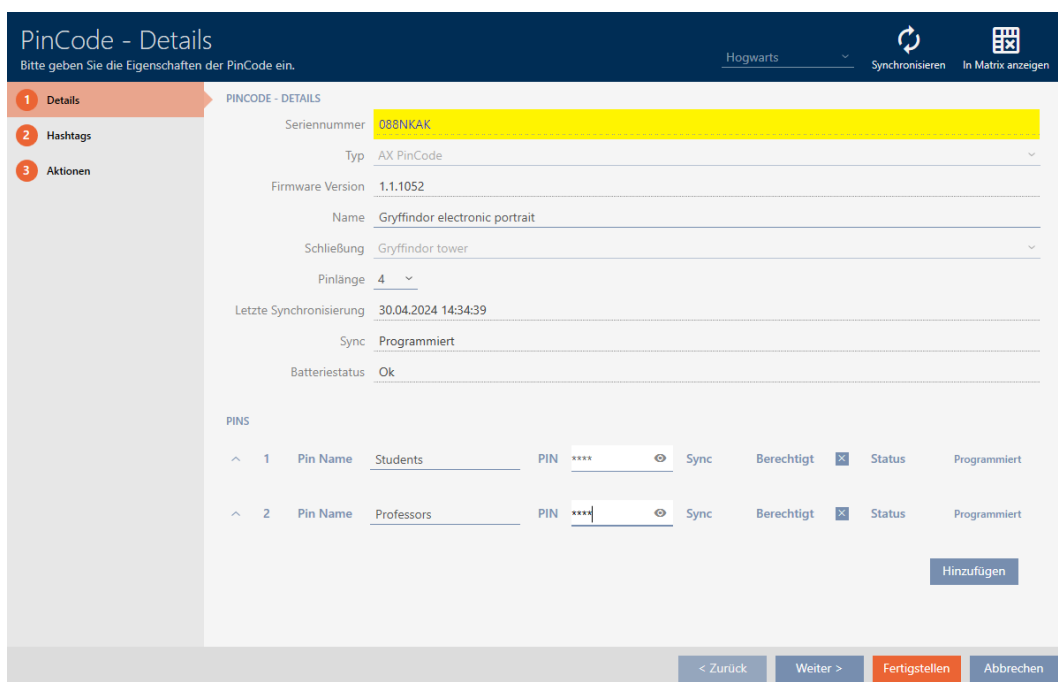 PinCode - Details
Bitte geben Sie die Eigenschaften der PinCode ein.
Hogwarts
Synchronisieren
In Matrix anzeigen
1 Details
2 Hashtags
3 Aktionen
PINCODE - DETAILS
Seriennummer 088NKAK
Typ AX PinCode
Firmware Version 1.1.1052
Name Gryffindor electronic portrait
Schließung Gryffindor tower
Pinlänge 4
Letzte Synchronisierung 30.04.2024 14:34:39
Sync Programmiert
Batteriestatus Ok
PINS
1 Pin Name Students PIN **** Sync Berechtigt Status Programmiert
2 Pin Name Professors PIN **** Sync Berechtigt Status Programmiert
Hinzufügen
< Zurück Weiter > Fertigstellen Abbrechen